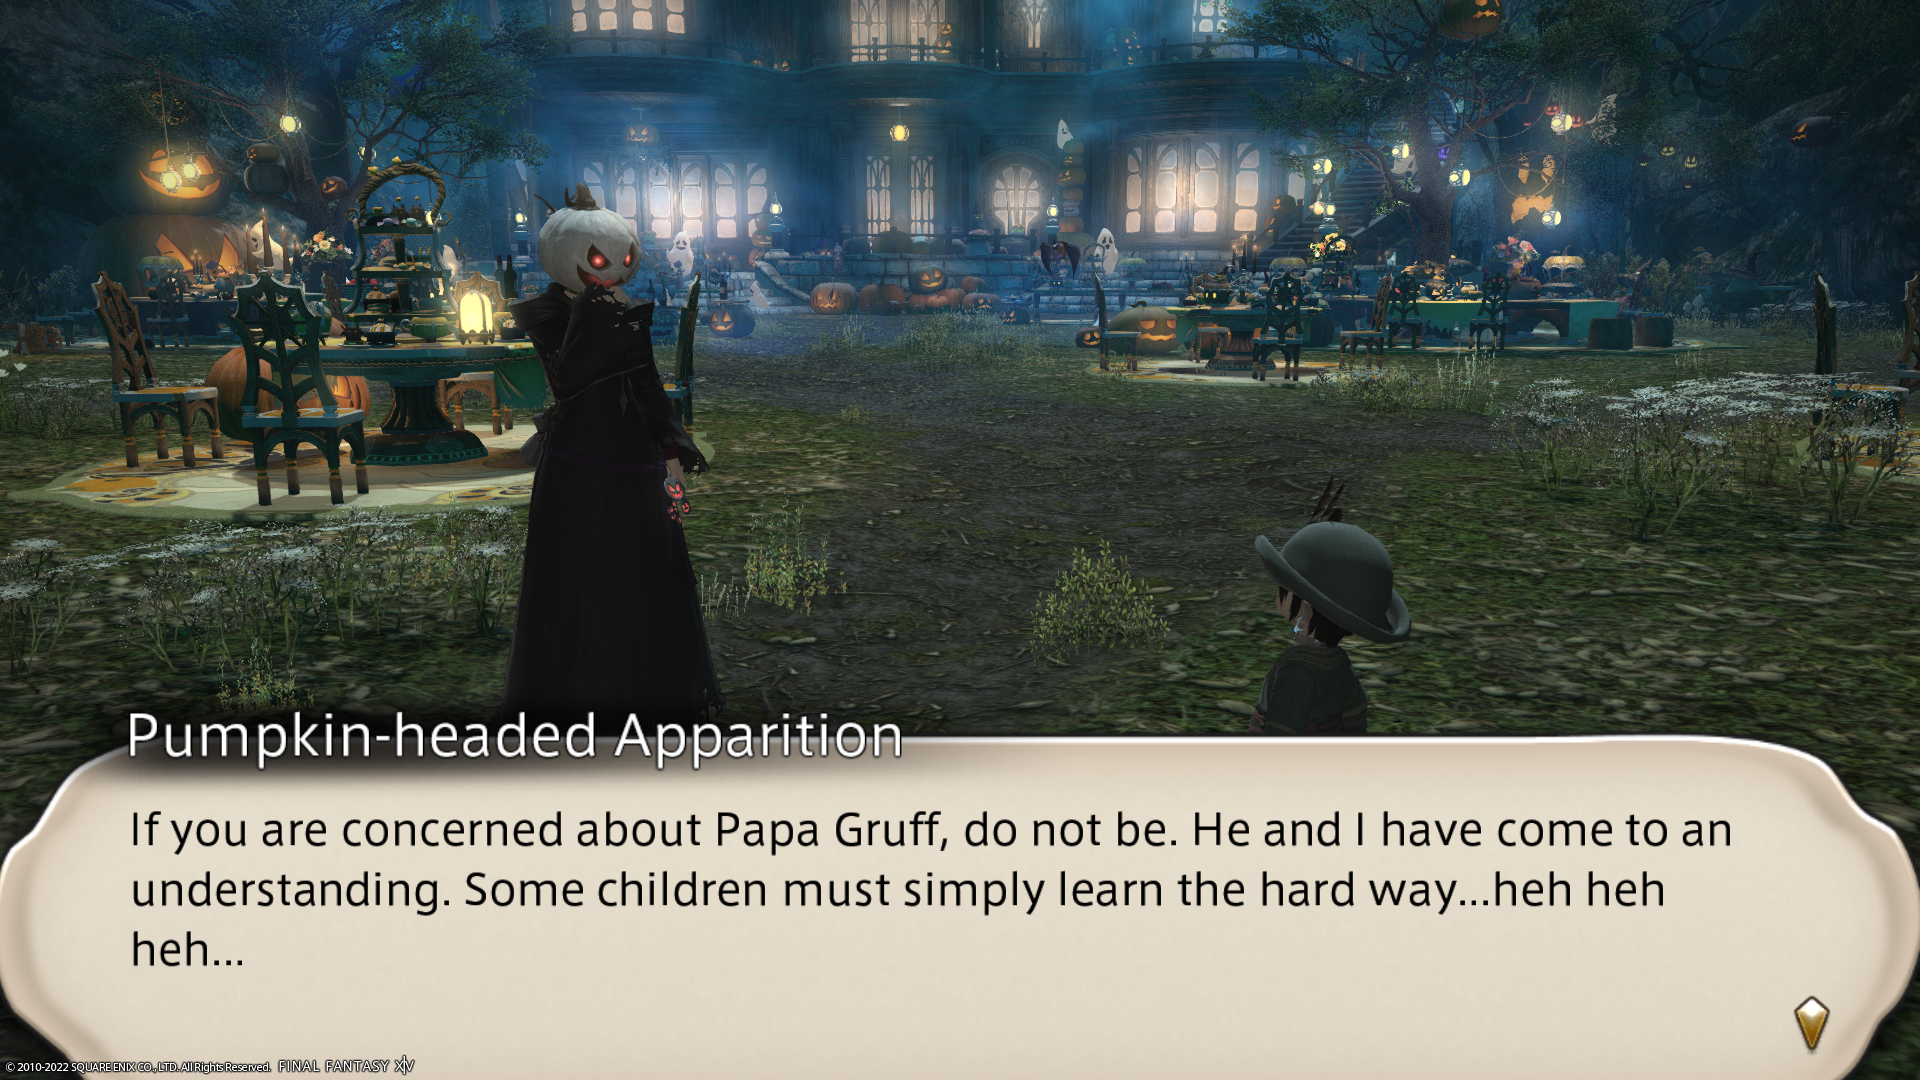 Pumpkin-headed Apparition
If you are concerned about Papa Gruff, do not be. He and I have come to an
understanding. Some children must simply learn the hard way...heh heh
heh...
© 2010-2022 SQUARE ENIX CO., LTD. All Rights Reserved. FINAL FANTASY XIV